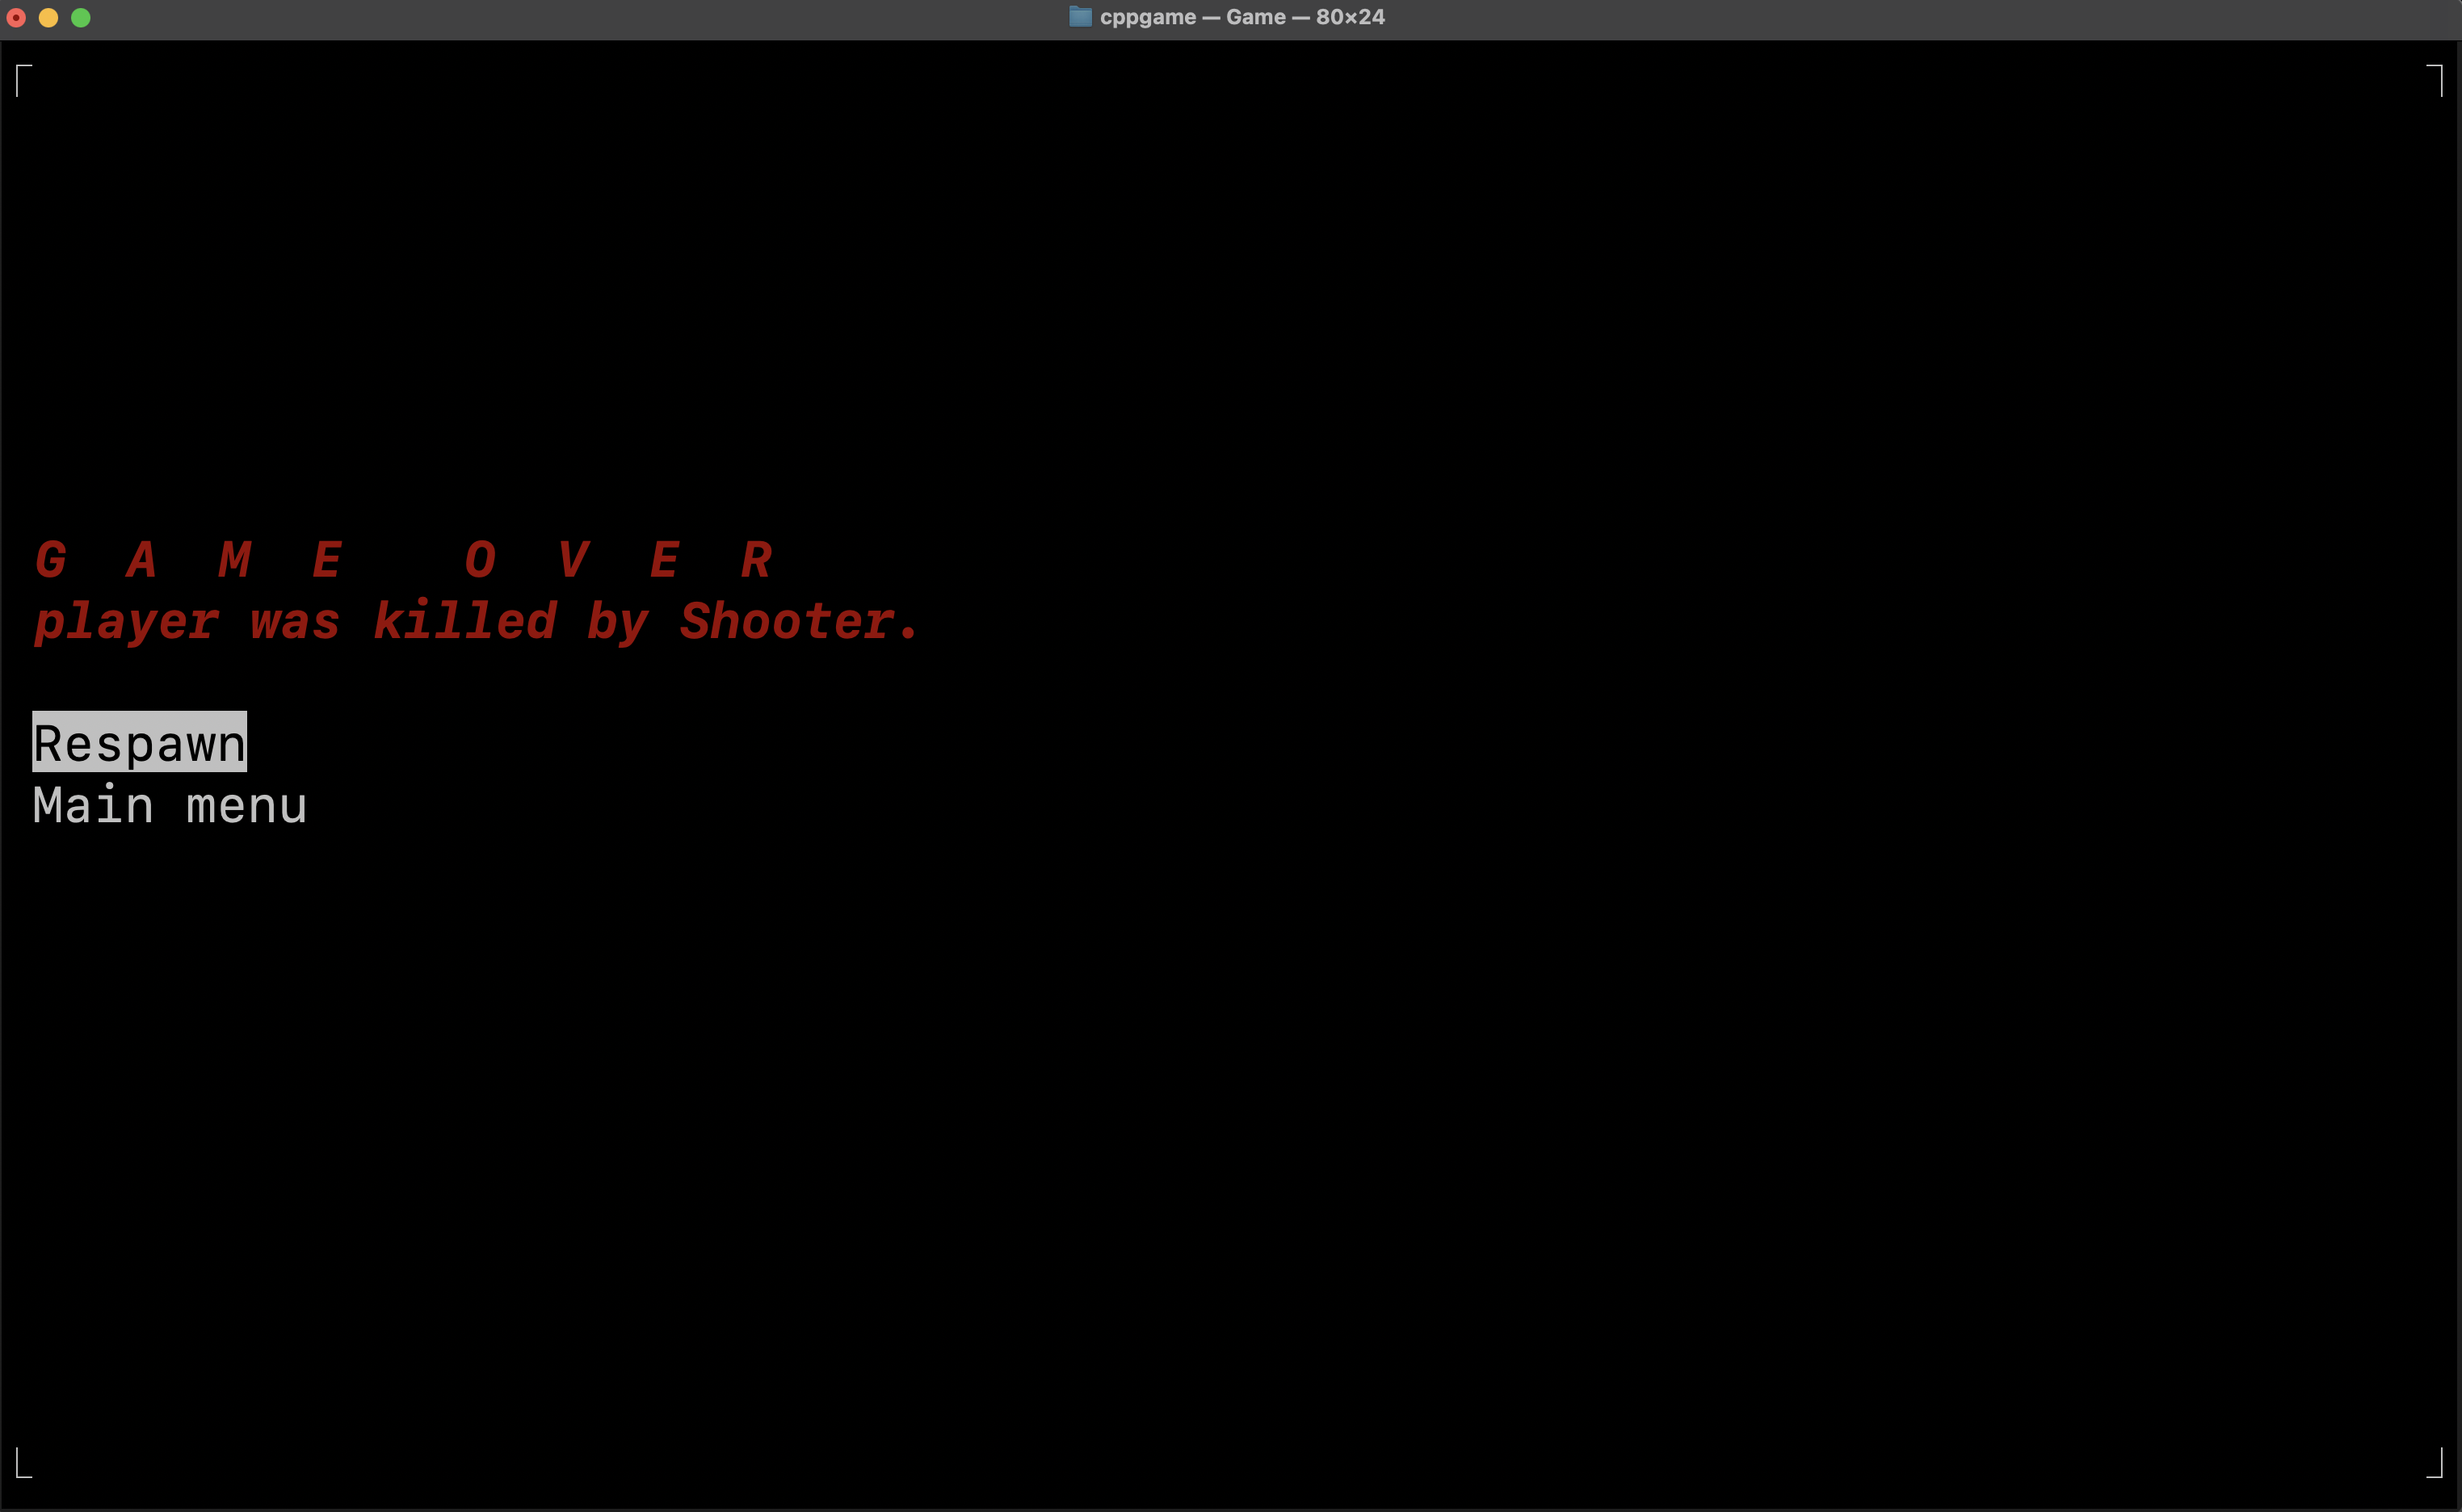 cppgame — Game — 80×24
G  A  M  E    O  V  E  R
player was killed by Shooter.
Respawn
Main menu